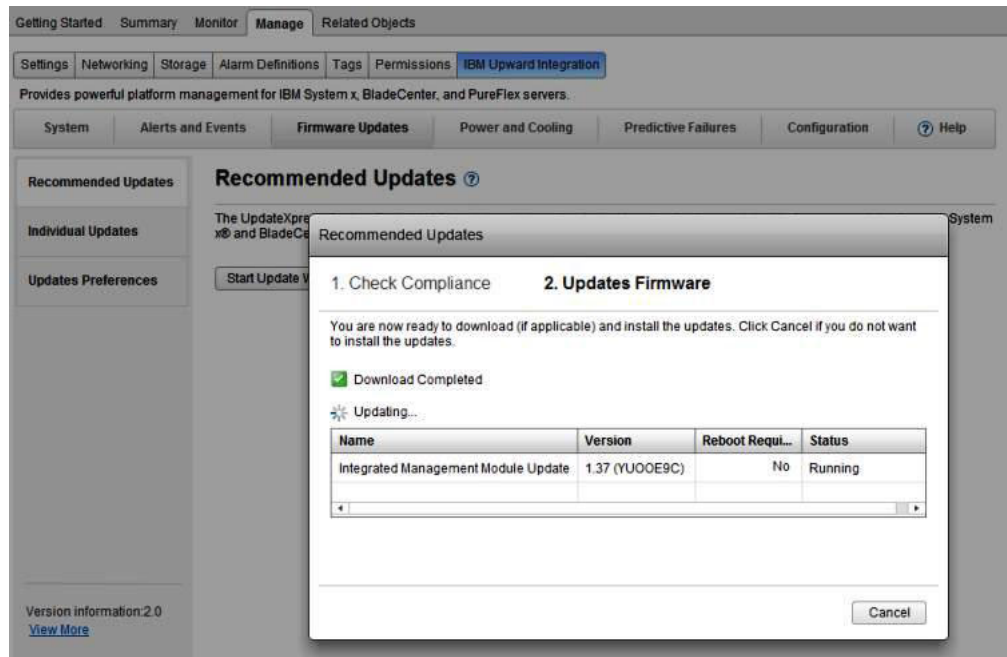 Getting Started Summary Monitor Manage Related Objects
Settings Networking Storage Alarm Definitions Tags Permissions IBM Upward Integration
Provides powerful platform management for IBM System x, BladeCenter, and PureFlex servers.
System Alerts and Events Firmware Updates Power and Cooling Predictive Failures Configuration ? Help
Recommended Updates
Individual Updates
Updates Preferences
Recommended Updates ?
The UpdateXpre System
x® and BladeCe
Start Update W
Recommended Updates
1. Check Compliance 2. Updates Firmware
You are now ready to download (if applicable) and install the updates. Click Cancel if you do not want
to install the updates.
Download Completed
Updating...
Name Version Reboot Requi... Status
Integrated Management Module Update 1.37 (YUOOE9C) No Running
Cancel
Version information:2.0
View More